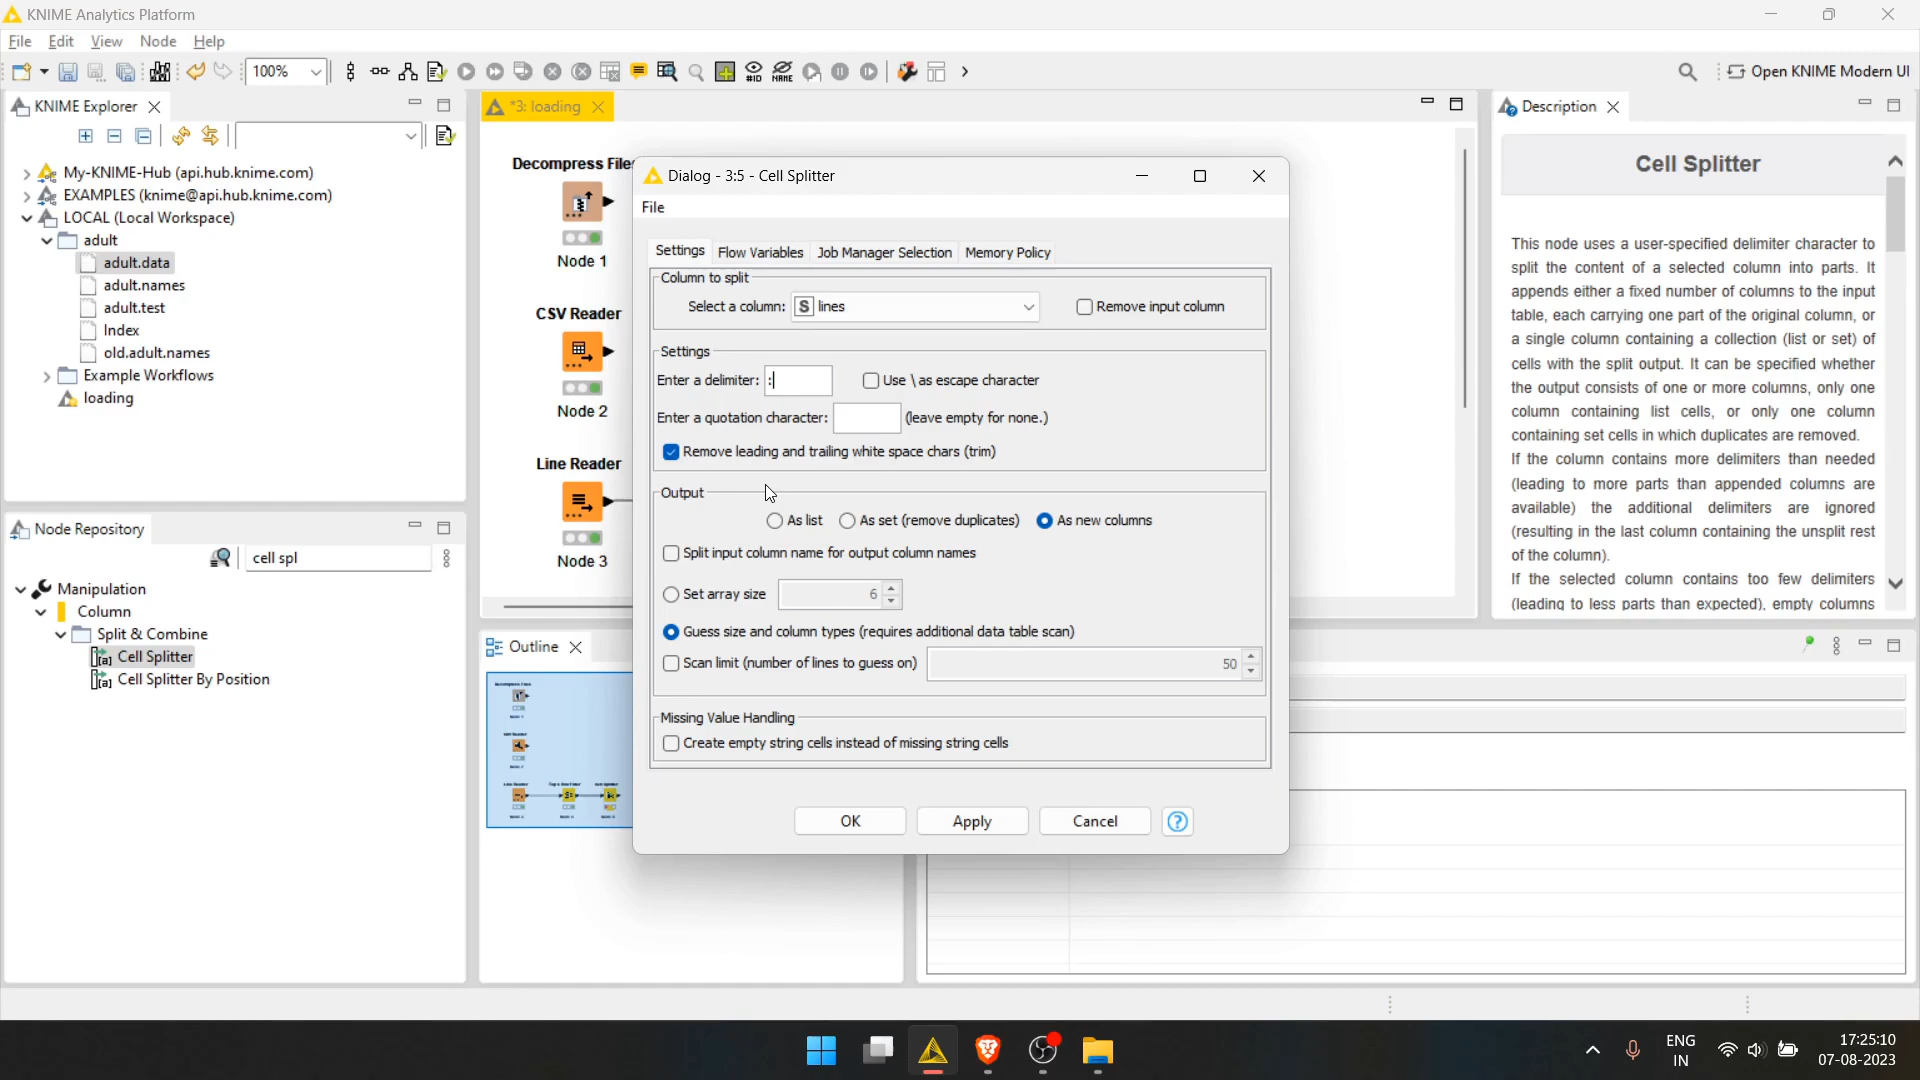 KNIME Analytics Platform
File Edit View Node Help
100%
#ID
NAME
Open KNIME Modern UI
KNIME Explorer
My-KNIME-Hub (api.hub.knime.com)
EXAMPLES (knime@api.hub.knime.com)
LOCAL (Local Workspace)
adult
adult.data
adult.names
adult.test
Index
old.adult.names
Example Workflows
loading
Node Repository
cell spl
Manipulation
Column
Split & Combine
Cell Splitter
Cell Splitter By Position
*3: loading
Decompress Files
Node 1
CSV Reader
Node 2
Line Reader
Node 3
Outline
Dialog - 3:5 - Cell Splitter
File
Settings Flow Variables Job Manager Selection Memory Policy
Column to split
Select a column: S lines Remove input column
Settings
Enter a delimiter: : Use \ as escape character
Enter a quotation character: (leave empty for none.)
Remove leading and trailing white space chars (trim)
Output
As list As set (remove duplicates) As new columns
Split input column name for output column names
Set array size 6
Guess size and column types (requires additional data table scan)
Scan limit (number of lines to guess on) 50
Missing Value Handling
Create empty string cells instead of missing string cells
OK Apply Cancel ?
Description
Cell Splitter
This node uses a user-specified delimiter character to
split the content of a selected column into parts. It
appends either a fixed number of columns to the input
table, each carrying one part of the original column, or
a single column containing a collection (list or set) of
cells with the split output. It can be specified whether
the output consists of one or more columns, only one
column containing list cells, or only one column
containing set cells in which duplicates are removed.
If the column contains more delimiters than needed
(leading to more parts than appended columns are
available) the additional delimiters are ignored
(resulting in the last column containing the unsplit rest
of the column).
If the selected column contains too few delimiters
(leading to less parts than expected), empty columns
ENG
IN
17:25:10
07-08-2023